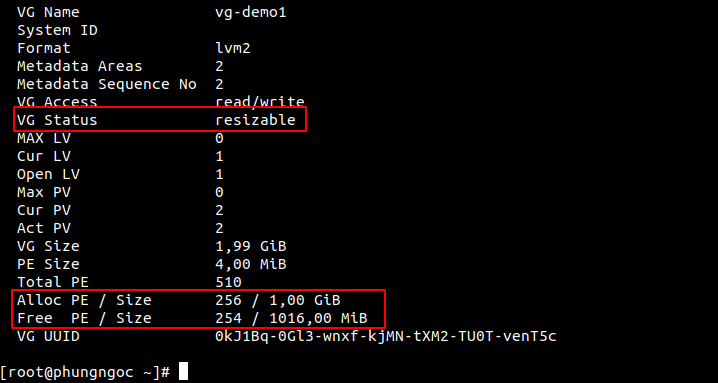 VG Name vg-demo1
System ID
Format lvm2
Metadata Areas 2
Metadata Sequence No 2
VG Access read/write
VG Status resizable
MAX LV 0
Cur LV 1
Open LV 1
Max PV 0
Cur PV 2
Act PV 2
VG Size 1,99 GiB
PE Size 4,00 MiB
Total PE 510
Alloc PE / Size 256 / 1,00 GiB
Free PE / Size 254 / 1016,00 MiB
VG UUID 0kJ1Bq-0Gl3-wnxf-kjMN-tXM2-TU0T-venT5c
[root@phungngoc ~]#